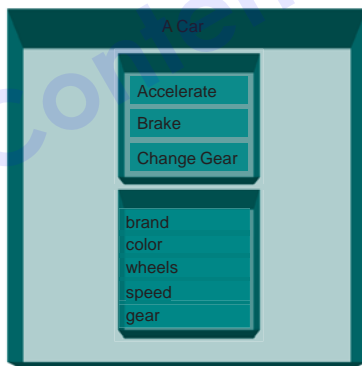 A Car
Accelerate
Brake
Change Gear
brand
color
wheels
speed
gear